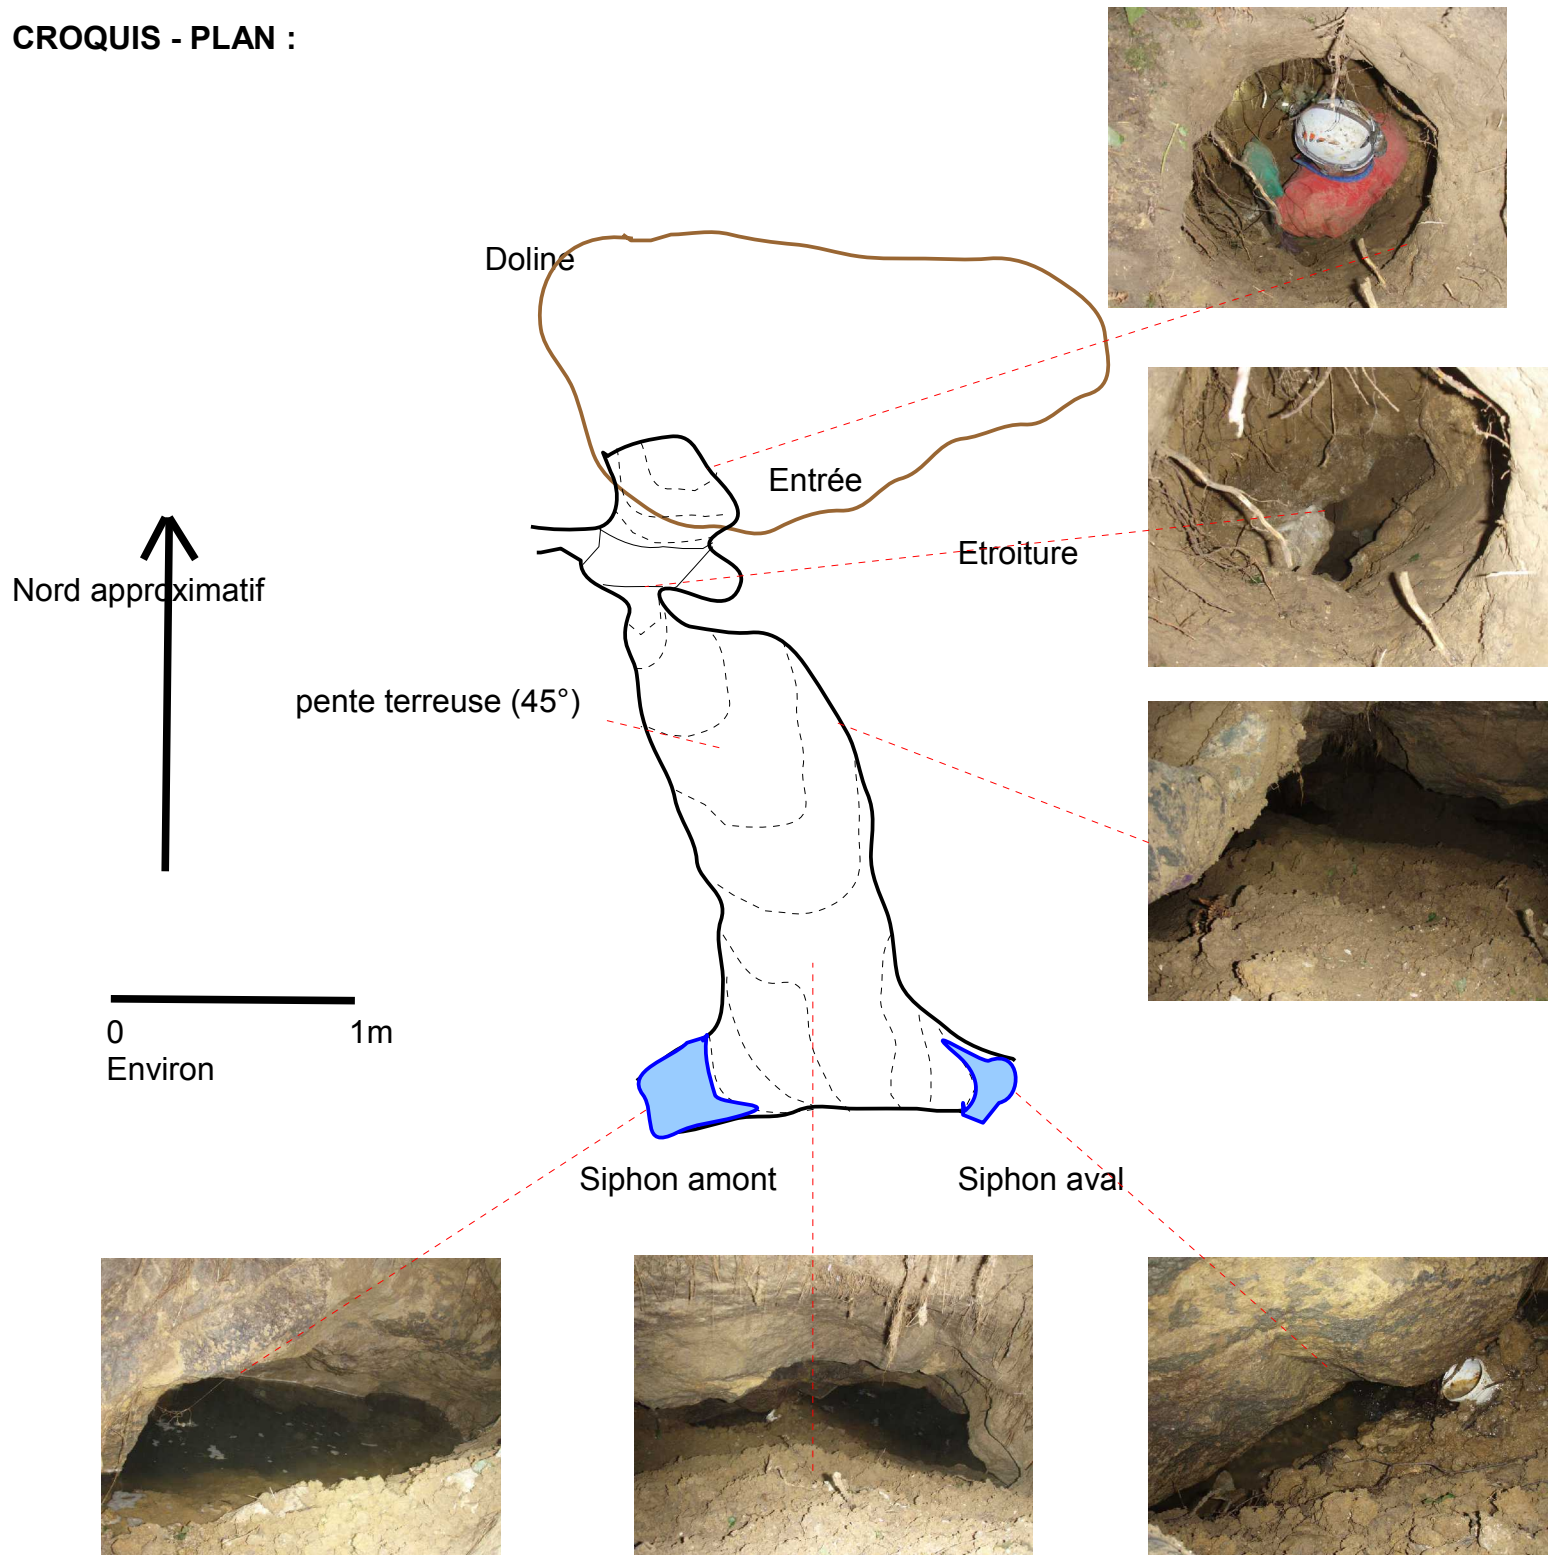 CROQUIS - PLAN :
Doline
Entrée
Etroiture
Nord approximatif
pente terreuse (45°)
0 1m
Environ
Siphon amont Siphon aval